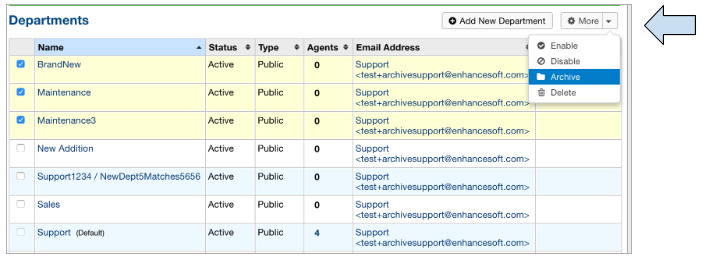 Departments
Add New Department
More
Enable
Disable
Archive
Delete
Name Status Type Agents Email Address
BrandNew Active Public 0 Support
<test+archivesupport@enhancesoft.com>
Maintenance Active Public 0 Support
<test+archivesupport@enhancesoft.com>
Maintenance3 Active Public 0 Support
<test+archivesupport@enhancesoft.com>
New Addition Active Public 0 Support
<test+archivesupport@enhancesoft.com>
Support1234 / NewDept5Matches5656 Active Public 0 Support
<test+archivesupport@enhancesoft.com>
Sales Active Public 0 Support
<test+archivesupport@enhancesoft.com>
Support (Default) Active Public 4 Support
<test+archivesupport@enhancesoft.com>